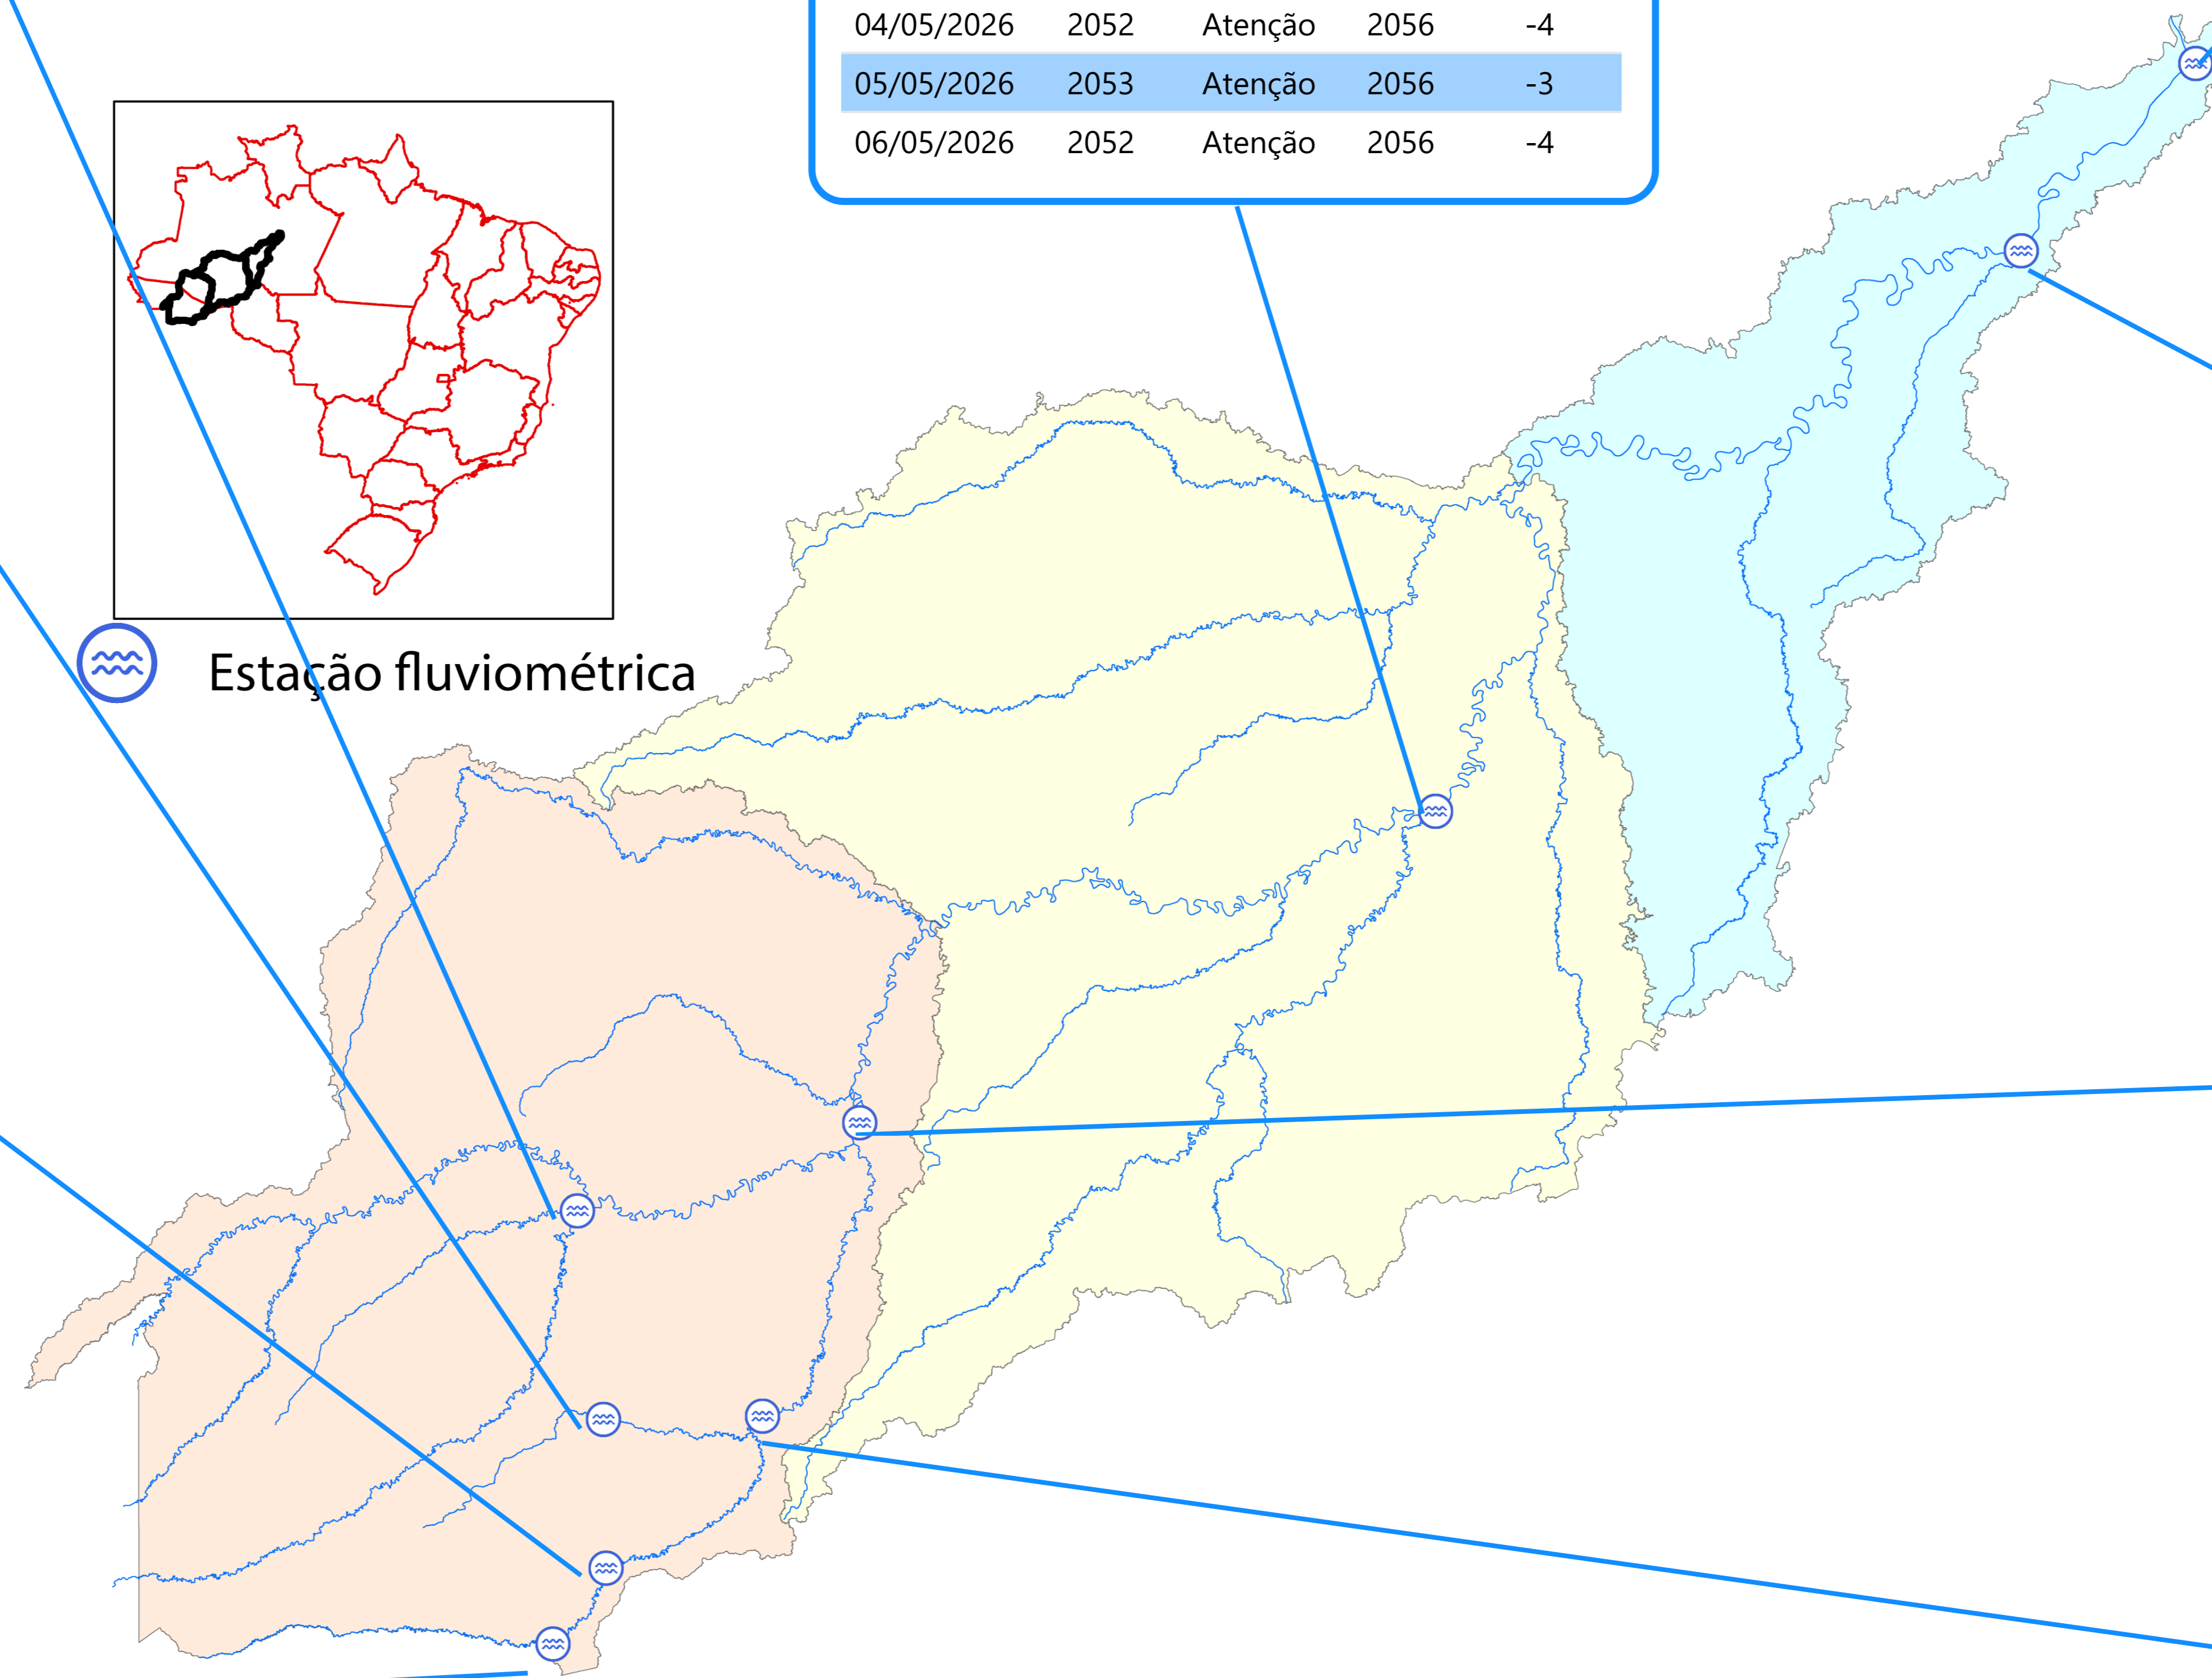 04/05/2026 2052 Atenção 2056 -4
05/05/2026 2053 Atenção 2056 -3
06/05/2026 2052 Atenção 2056 -4
Estação fluviométrica